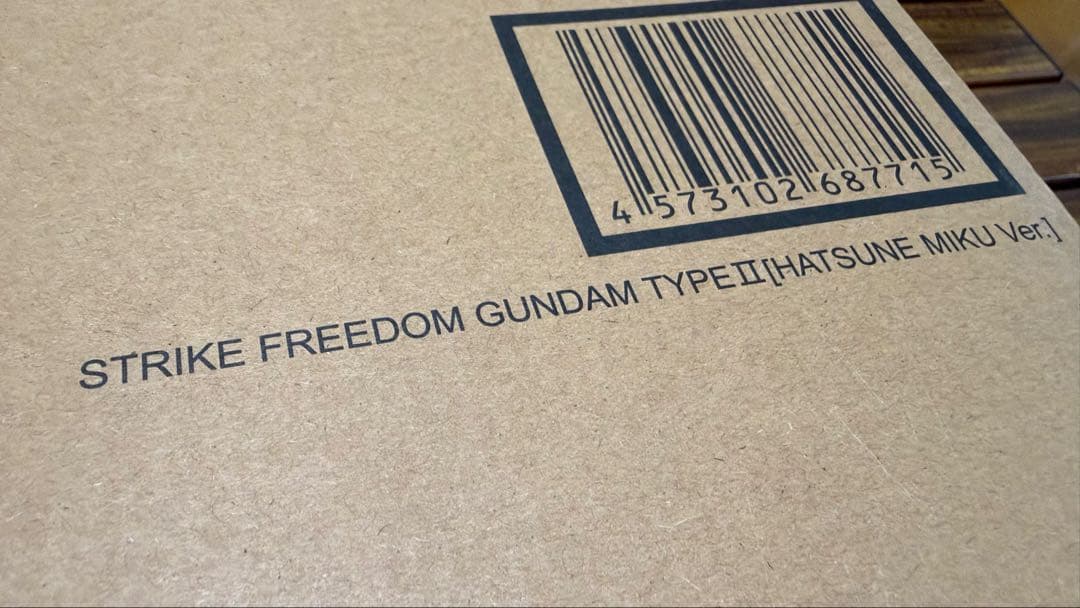 4 573102 687715
STRIKE FREEDOM GUNDAM TYPEⅡ[HATSUNE MIKU Ver.]